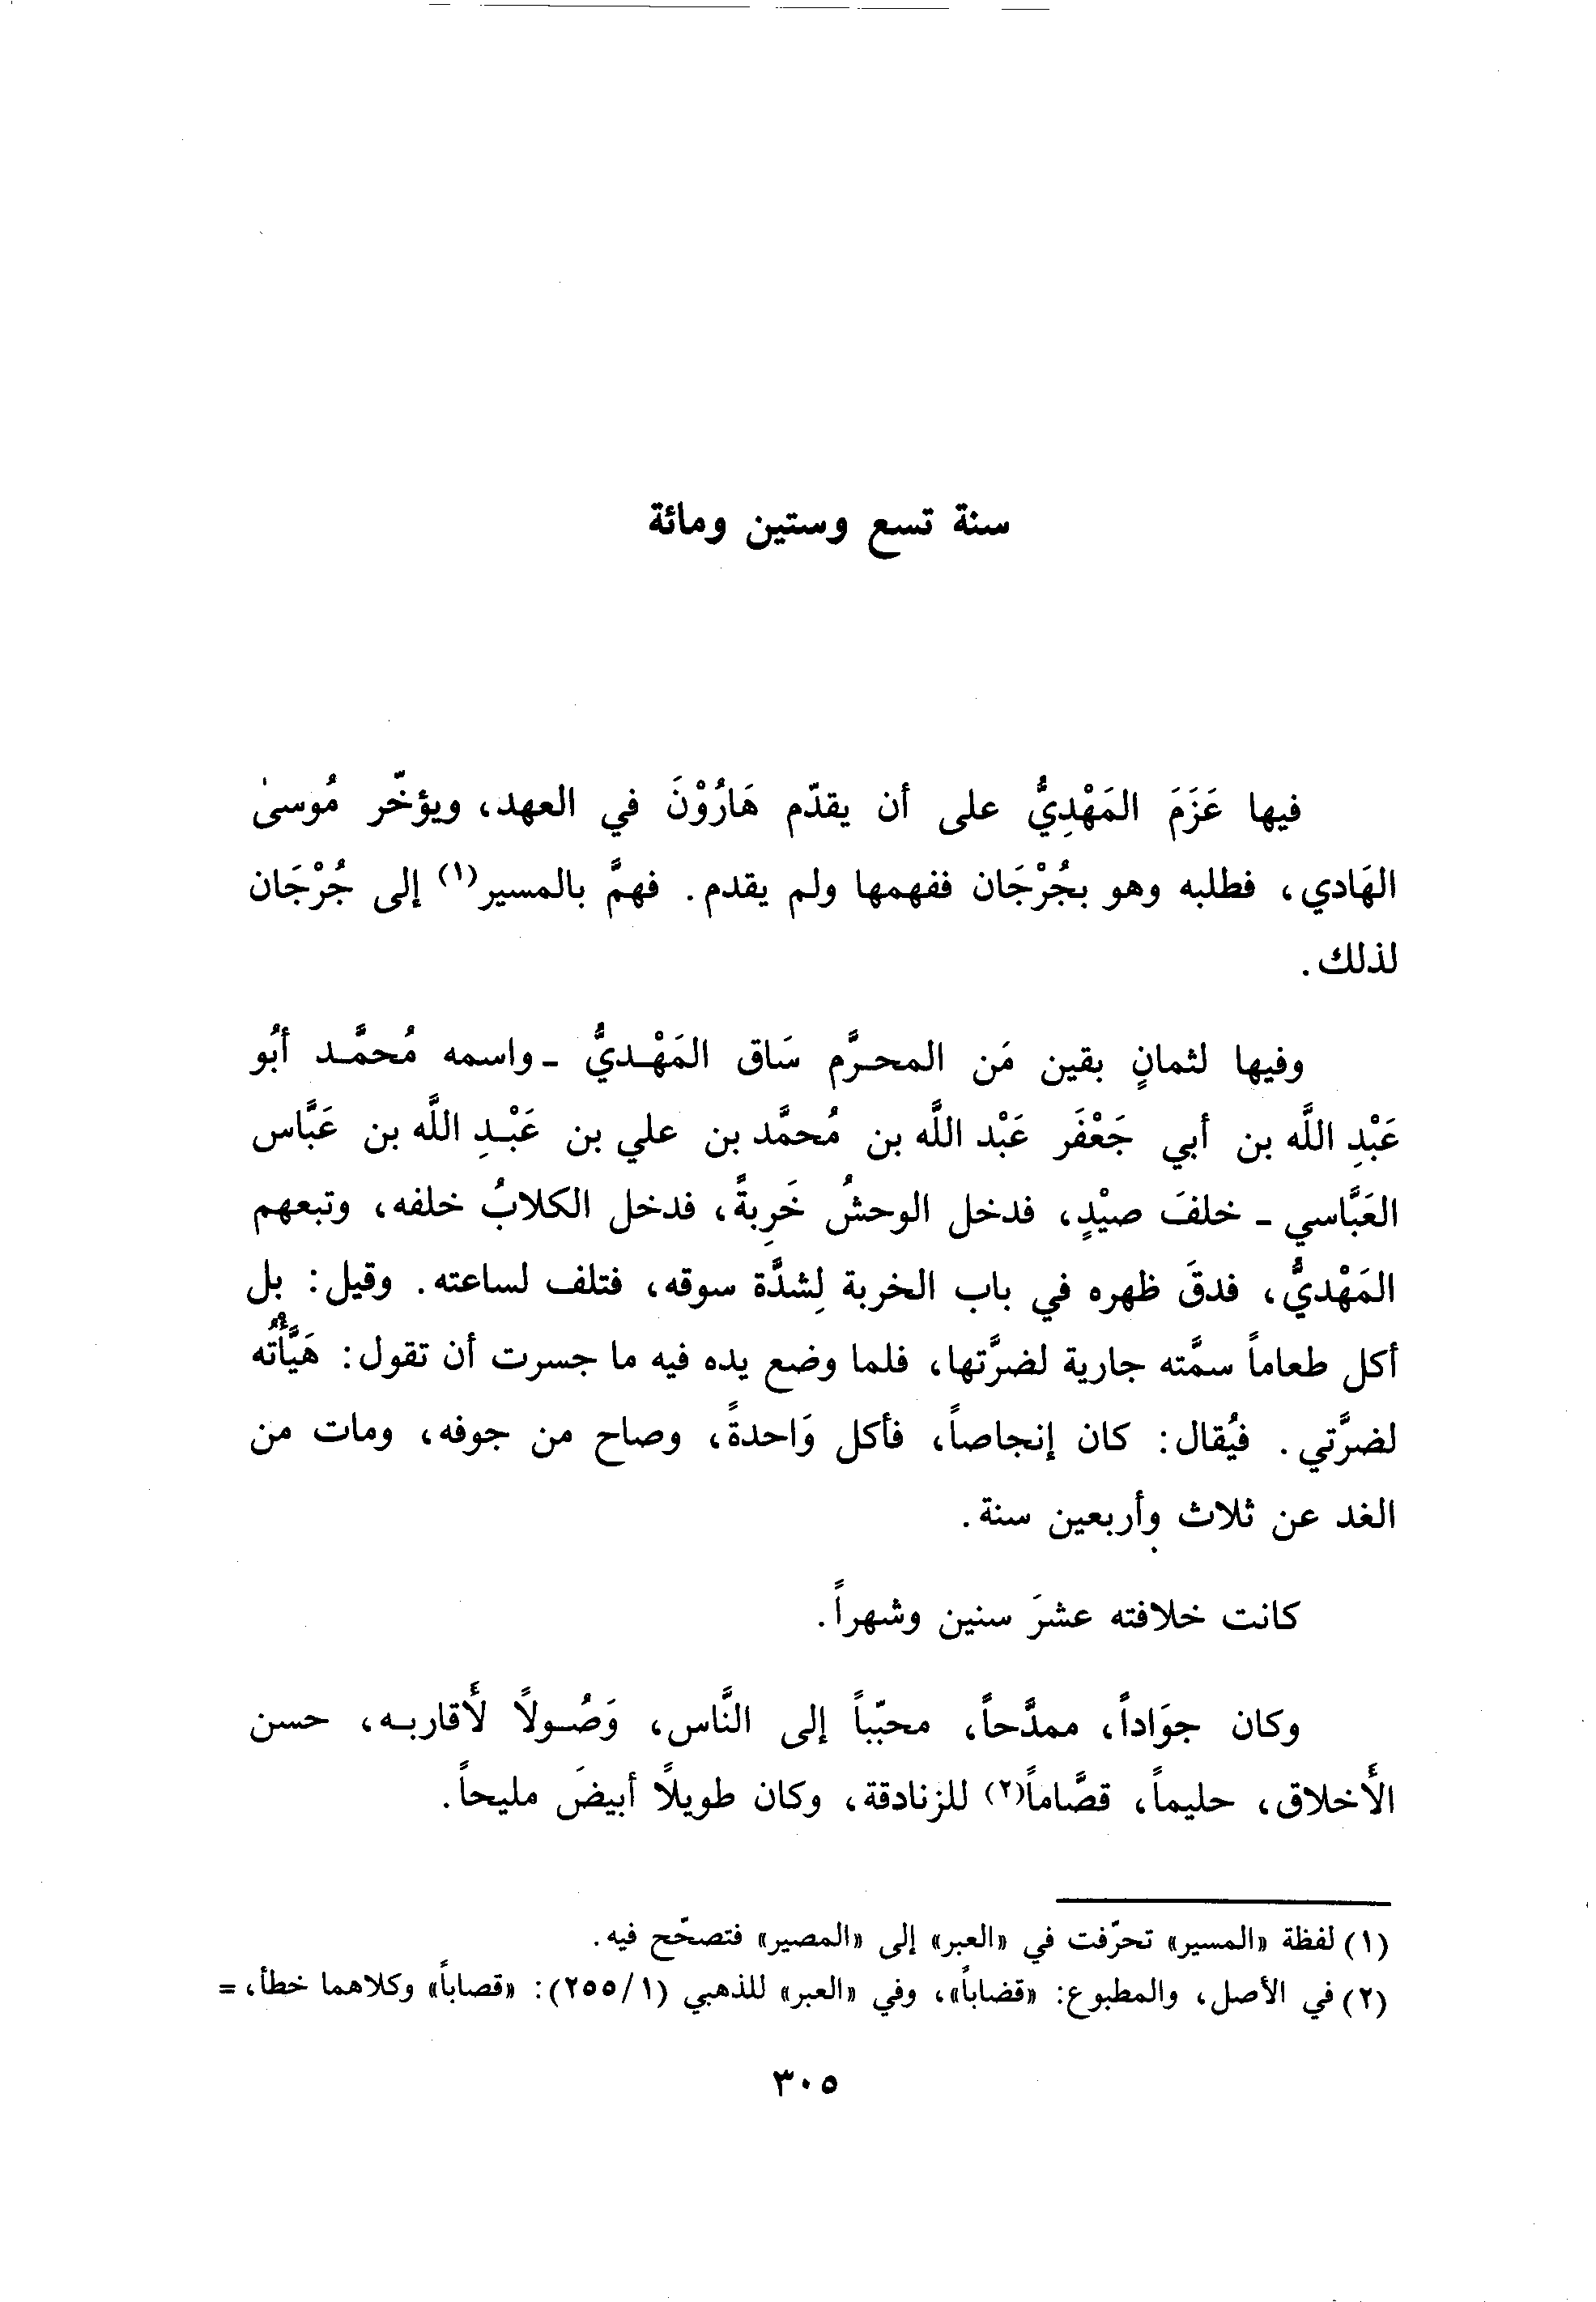 سنة تسع وستين ومائة
فيها عَزَمَ المَهْدِيُّ على أن يقدّم هَارُوْنَ في العهد، ويؤخّر مُوسىٰ
الهَادي، فطلبه وهو بجُرْجَان ففهمها ولم يقدم. فهمَّ بالمسير(١) إلى جُرْجَان
لذلك.
وفيها لثمانٍ بقين مَن المحرَّم سَاق المَهْديُّ ـ واسمه مُحمَّد أبُو
عَبْدِ اللَّه بن أبي جَعْفَر عَبْد اللَّه بن مُحمَّد بن علي بن عَبْدِ اللَّه بن عَبَّاس
العَبَّاسي ـ خلفَ صيْدٍ، فدخل الوحشُ خَرِبةً، فدخل الكلابُ خلفه، وتبعهم
المَهْديُّ، فدقَ ظهره في باب الخربة لِشدَّة سوقه، فتلف لساعته. وقيل: بل
أكل طعاماً سمَّته جارية لضرَّتها، فلما وضع يده فيه ما جسرت أن تقول: هَيَّأْتُه
لضرَّتي. فيُقال: كان إنجاصاً، فأكل وَاحدةً، وصاح من جوفه، ومات من
الغد عن ثلاث وأربعين سنة.
كانت خلافته عشرَ سنين وشهراً.
وكان جوَاداً، ممدَّحاً، محبّباً إلى النَّاس، وَصُولاً لأَقاربه، حسن
الأَخلاق، حليماً، قصَّاماً(٢) للزنادقة، وكان طويلاً أبيضَ مليحاً.
(١) لفظة «المسير» تحرّفت في «العبر» إلى «المصير» فتصحّح فيه.
(٢) في الأصل، والمطبوع: «قضاباً»، وفي «العبر» للذهبي (١/ ٢٥٥): «قصاباً» وكلاهما خطأ، =
٣٠٥